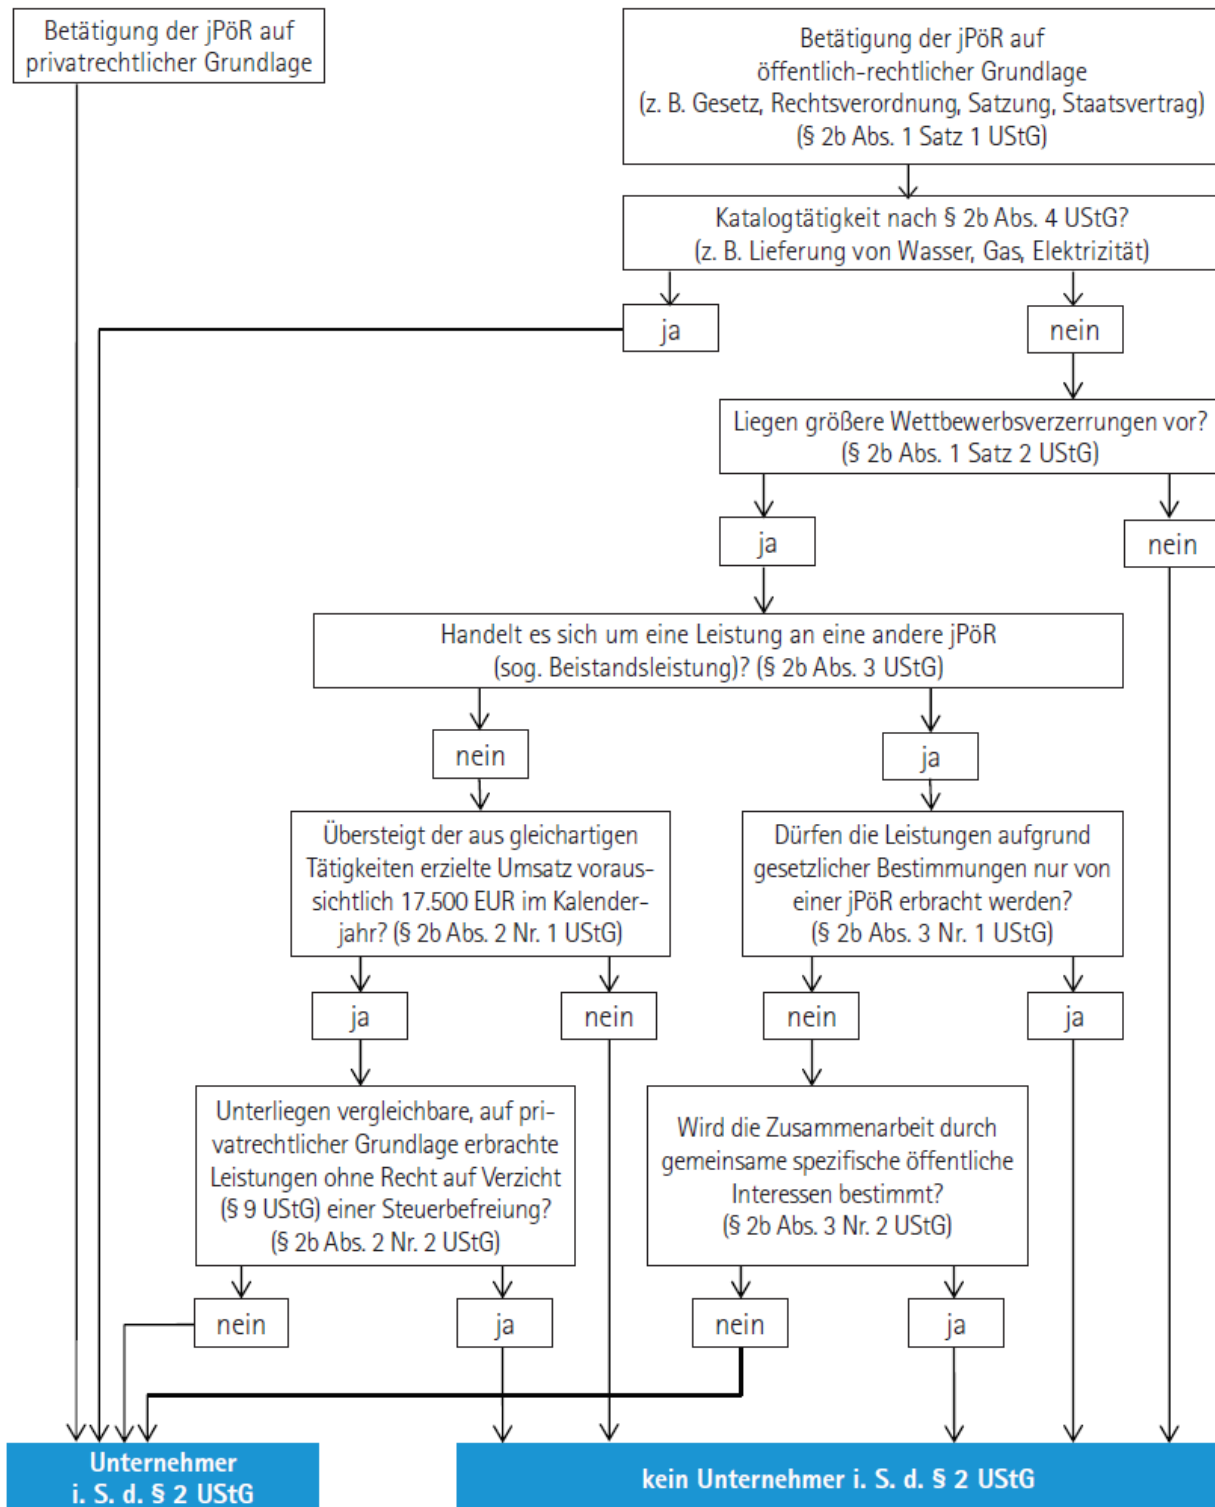 Betätigung der jPöR auf
privatrechtlicher Grundlage
Betätigung der jPöR auf
öffentlich-rechtlicher Grundlage
(z. B. Gesetz, Rechtsverordnung, Satzung, Staatsvertrag)
(§ 2b Abs. 1 Satz 1 UStG)
Katalogtätigkeit nach § 2b Abs. 4 UStG?
(z. B. Lieferung von Wasser, Gas, Elektrizität)
ja
nein
Liegen größere Wettbewerbsverzerrungen vor?
(§ 2b Abs. 1 Satz 2 UStG)
ja
nein
Handelt es sich um eine Leistung an eine andere jPöR
(sog. Beistandsleistung)? (§ 2b Abs. 3 UStG)
nein
ja
Übersteigt der aus gleichartigen
Tätigkeiten erzielte Umsatz voraus-
sichtlich 17.500 EUR im Kalender-
jahr? (§ 2b Abs. 2 Nr. 1 UStG)
Dürfen die Leistungen aufgrund
gesetzlicher Bestimmungen nur von
einer jPöR erbracht werden?
(§ 2b Abs. 3 Nr. 1 UStG)
ja
nein
nein
ja
Unterliegen vergleichbare, auf pri-
vatrechtlicher Grundlage erbrachte
Leistungen ohne Recht auf Verzicht
(§ 9 UStG) einer Steuerbefreiung?
(§ 2b Abs. 2 Nr. 2 UStG)
Wird die Zusammenarbeit durch
gemeinsame spezifische öffentliche
Interessen bestimmt?
(§ 2b Abs. 3 Nr. 2 UStG)
nein
ja
nein
ja
Unternehmer
i. S. d. § 2 UStG
kein Unternehmer i. S. d. § 2 UStG